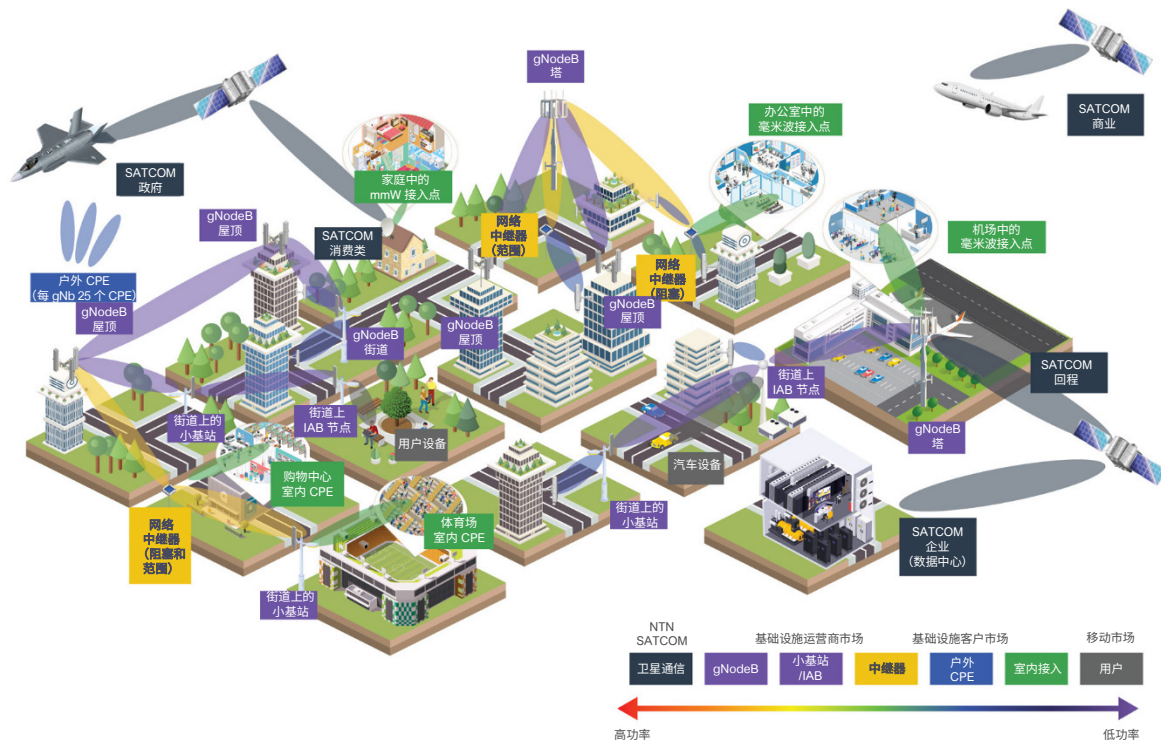 gNodeB
塔
SATCOM
商业
办公室中的
毫米波接入点
SATCOM
政府
家庭中的
mmW 接入点
gNodeB
屋顶
SATCOM
消费类
网络
中继器
(范围)
机场中的
毫米波接入点
网络
中继器
(阻塞)
户外 CPE
(每 gNb 25 个 CPE)
gNodeB
屋顶
gNodeB
街道
gNodeB
屋顶
gNodeB
屋顶
街道上
IAB 节点
SATCOM
回程
街道上的
小基站
街道上
IAB 节点
用户设备
gNodeB
塔
汽车设备
购物中心
室内 CPE
街道上的
小基站
体育场
室内 CPE
网络
中继器
(阻塞和
范围)
SATCOM
企业
(数据中心)
街道上的
小基站
NTN
SATCOM
基础设施运营商市场
基础设施客户市场
移动市场
卫星通信
gNodeB
小基站
/IAB
中继器
户外
CPE
室内接入
用户
高功率
低功率